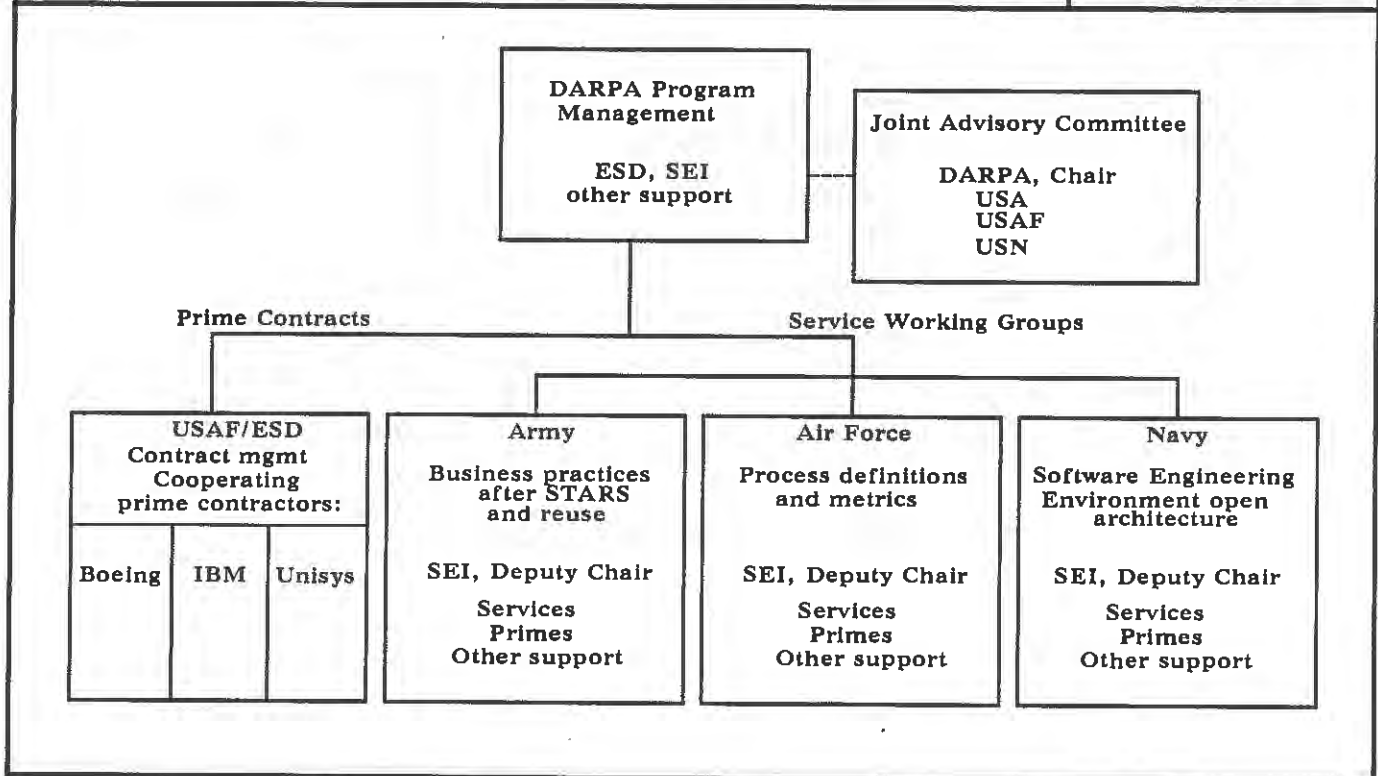 DARPA Program
Management
ESD, SEI
other support
Joint Advisory Committee
DARPA, Chair
USA
USAF
USN
Prime Contracts
Service Working Groups
USAF/ESD
Contract mgmt
Cooperating
prime contractors:
Boeing
IBM
Unisys
Army
Business practices
after STARS
and reuse
SEI, Deputy Chair
Services
Primes
Other support
Air Force
Process definitions
and metrics
SEI, Deputy Chair
Services
Primes
Other support
Navy
Software Engineering
Environment open
architecture
SEI, Deputy Chair
Services
Primes
Other support